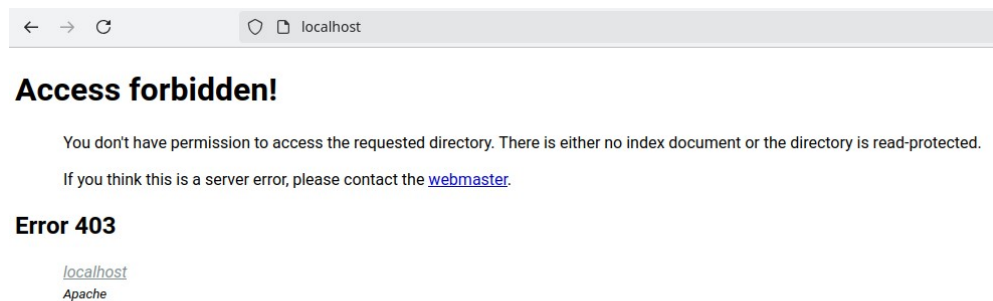 localhost
Access forbidden!
You don't have permission to access the requested directory. There is either no index document or the directory is read-protected.
If you think this is a server error, please contact the webmaster.
Error 403
localhost
Apache